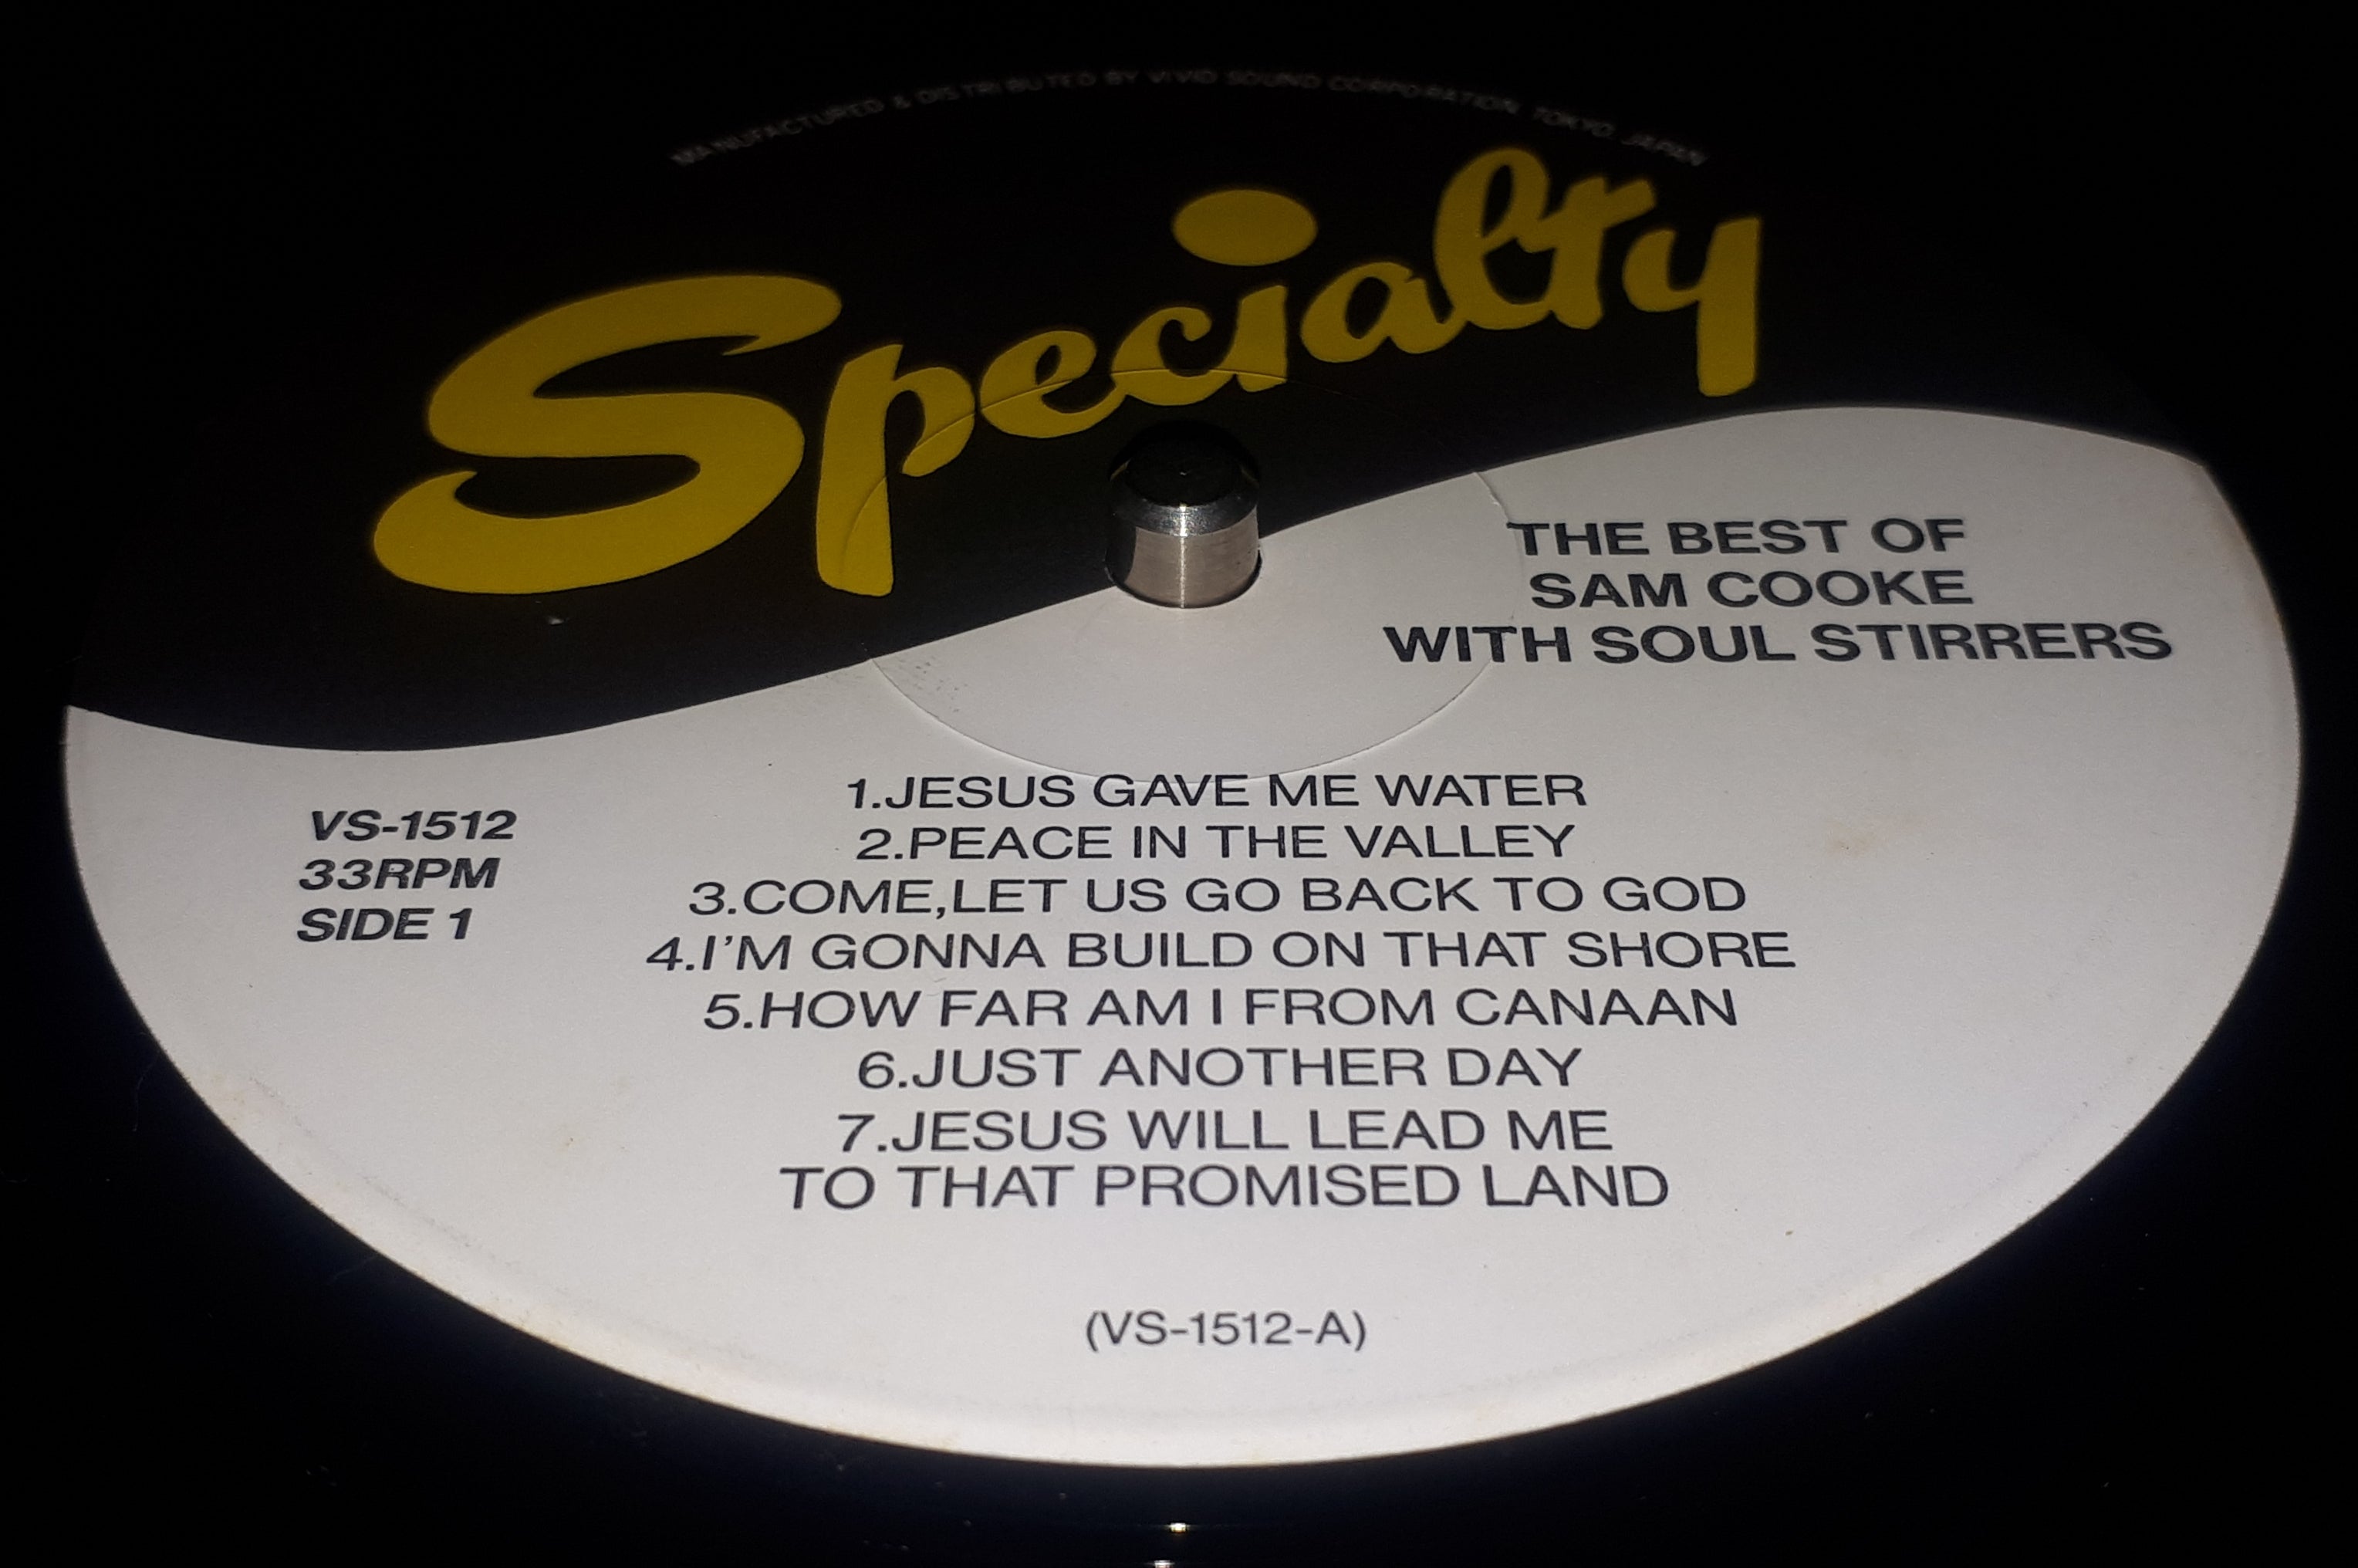 MANUFACTURED & DISTRIBUTED BY VIVID SOUND CORPORATION, TOKYO, JAPAN
Specialty
THE BEST OF
SAM COOKE
WITH SOUL STIRRERS
VS-1512
33RPM
SIDE 1
1.JESUS GAVE ME WATER
2.PEACE IN THE VALLEY
3.COME,LET US GO BACK TO GOD
4.I'M GONNA BUILD ON THAT SHORE
5.HOW FAR AM I FROM CANAAN
6.JUST ANOTHER DAY
7.JESUS WILL LEAD ME
TO THAT PROMISED LAND
(VS-1512-A)